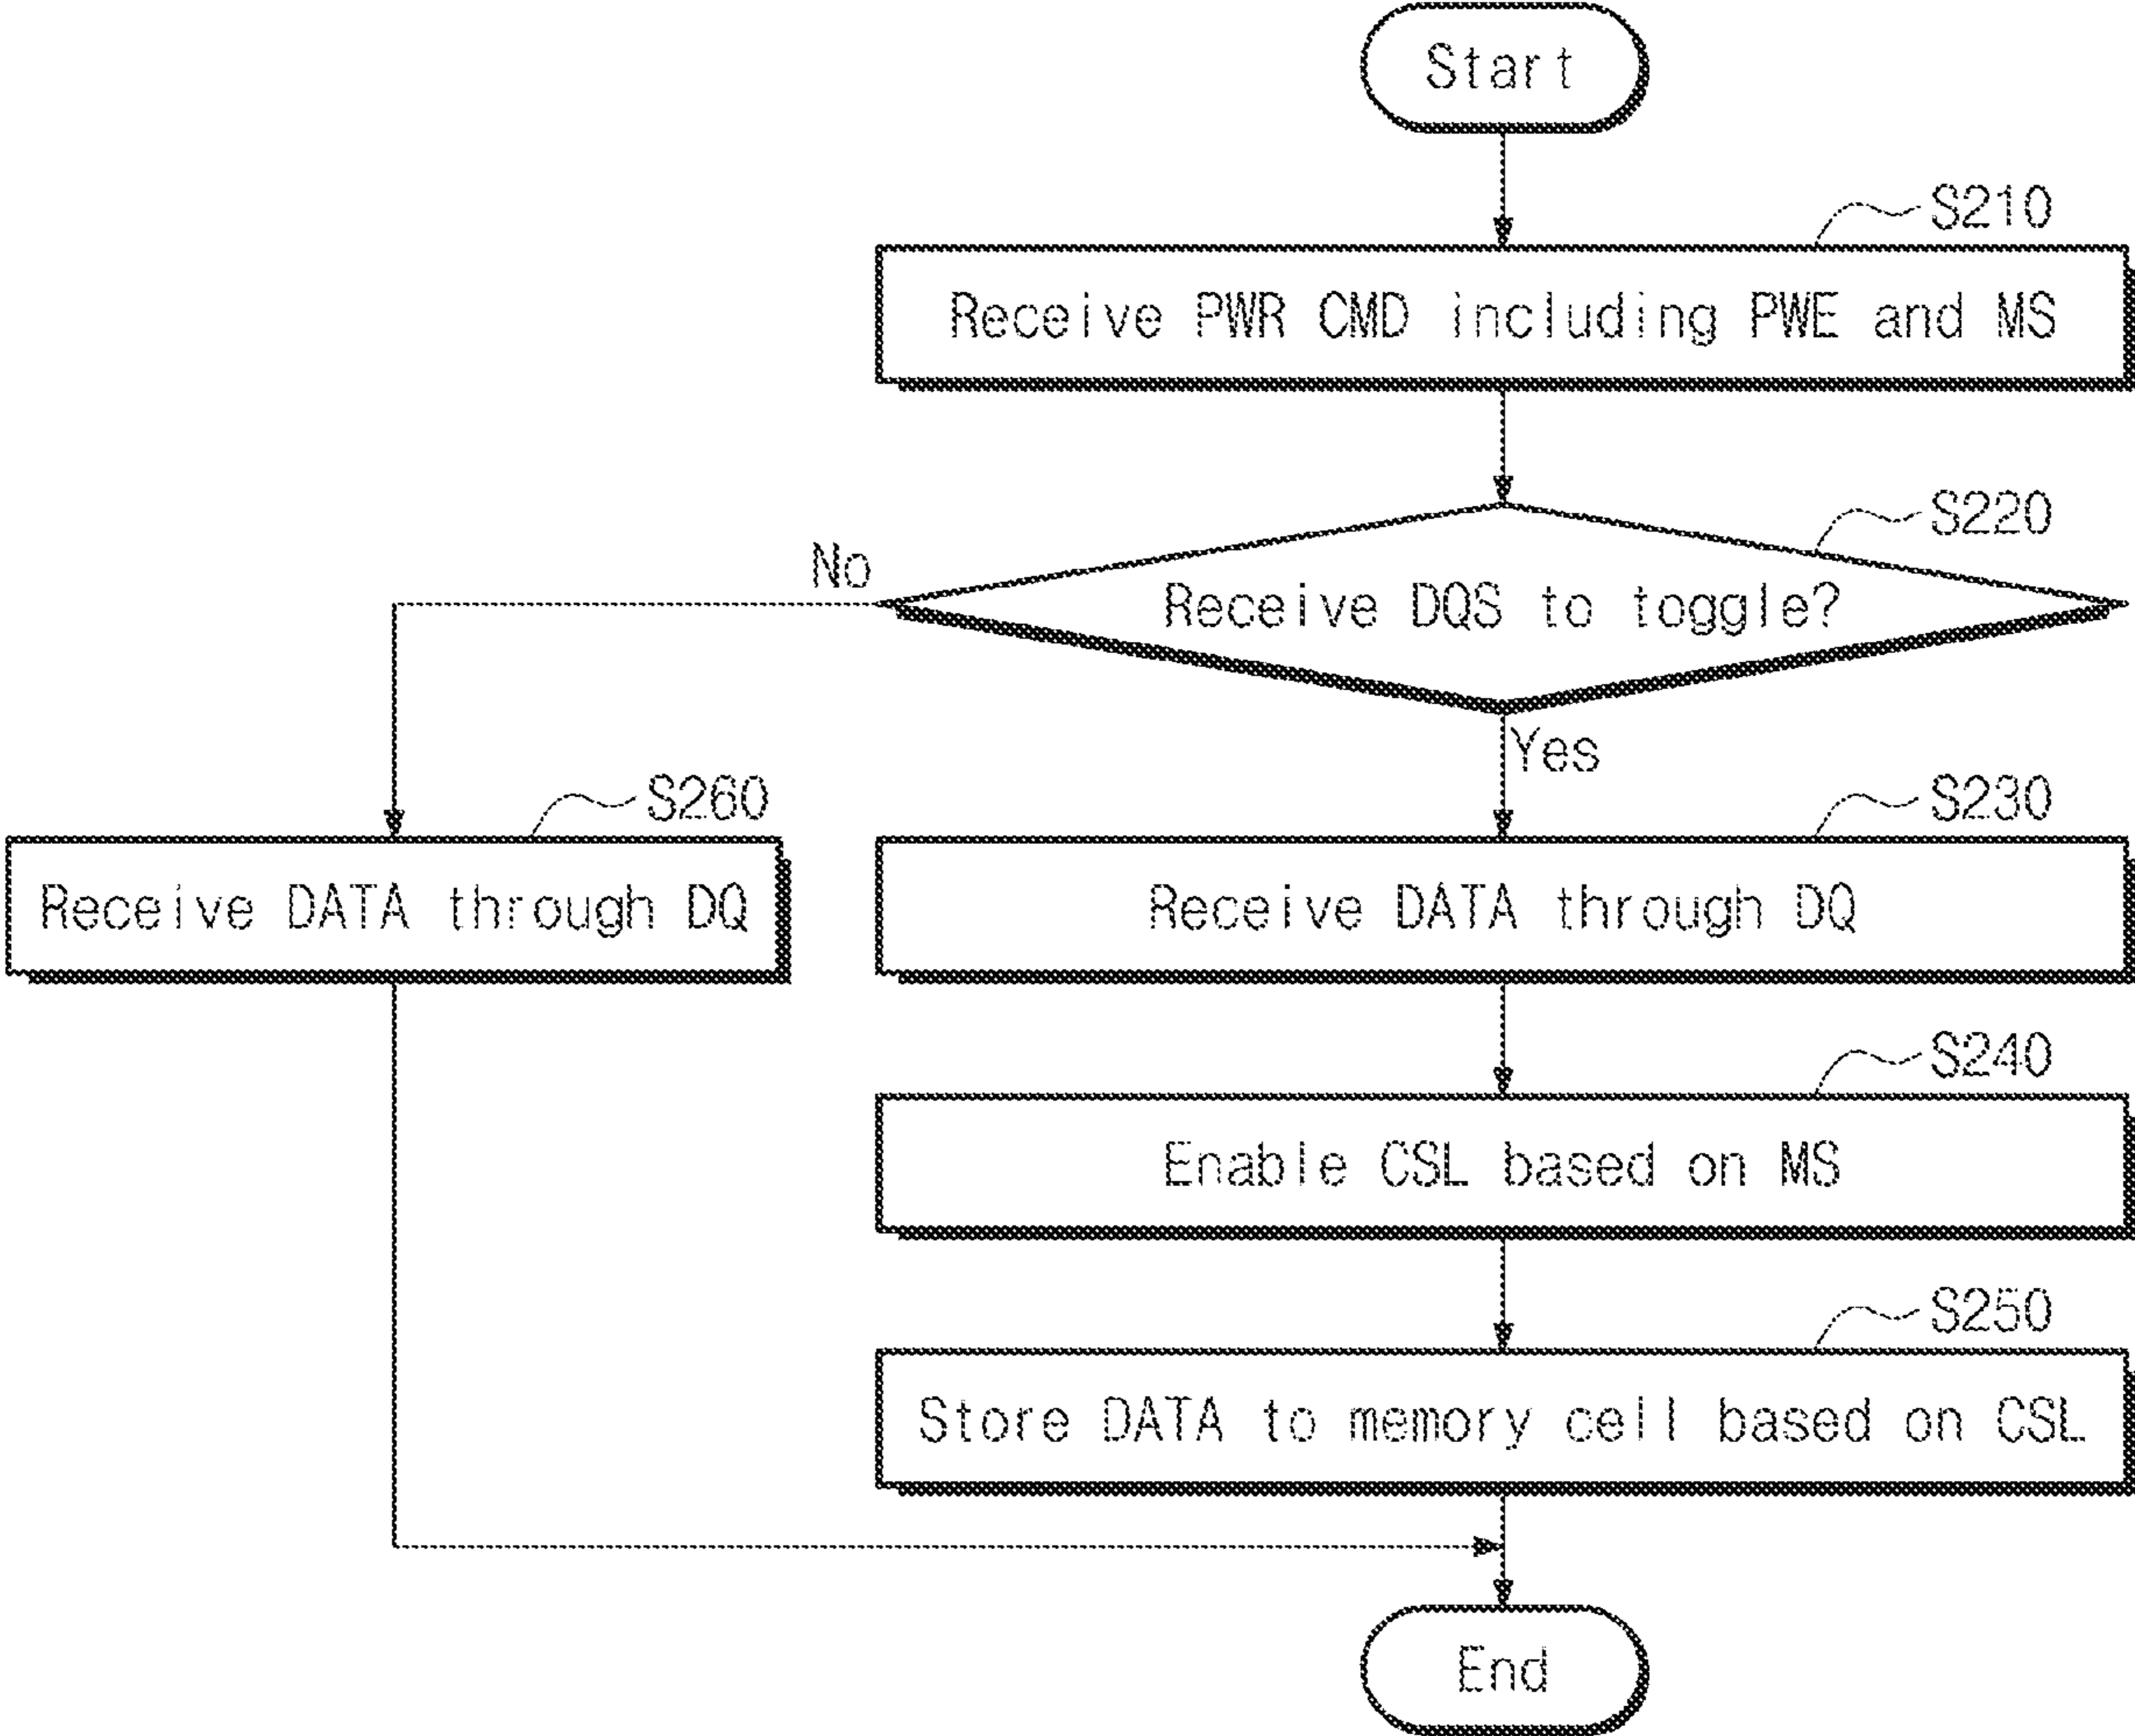 Start
S210
Receive PWR CMD including PWE and MS
S220
No
Receive DQS to toggle?
Yes
S260
S230
Receive DATA through DQ
Receive DATA through DQ
S240
Enable CSL based on MS
S250
Store DATA to memory cell based on CSL
End